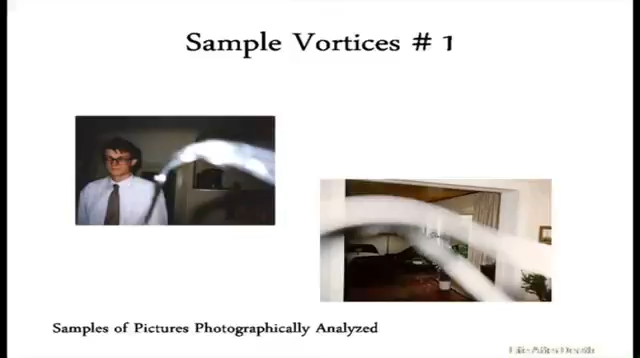 Sample Vortices # 1
Samples of Pictures Photographically Analyzed